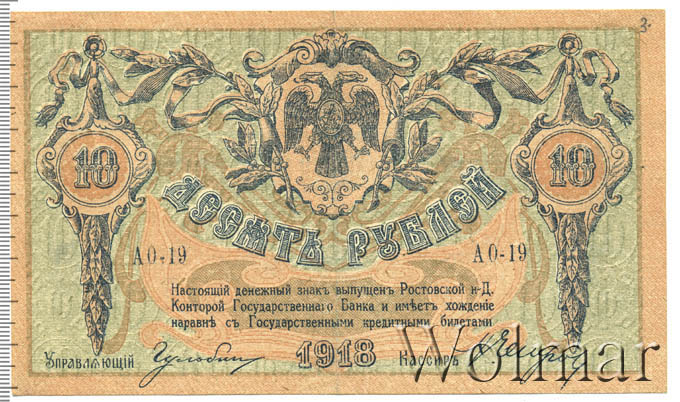 3.
10 10
ДЕСЯТЬ РУБЛЕЙ
АО-19 АО-19
Настоящій денежный знакъ выпущенъ Ростовской н-Д.
Конторой Государственнаго Банка и имѣетъ хожденіе
наравнѣ съ Государственными кредитными билетами
Управляющій 1918 Кассиръ
Wolmar